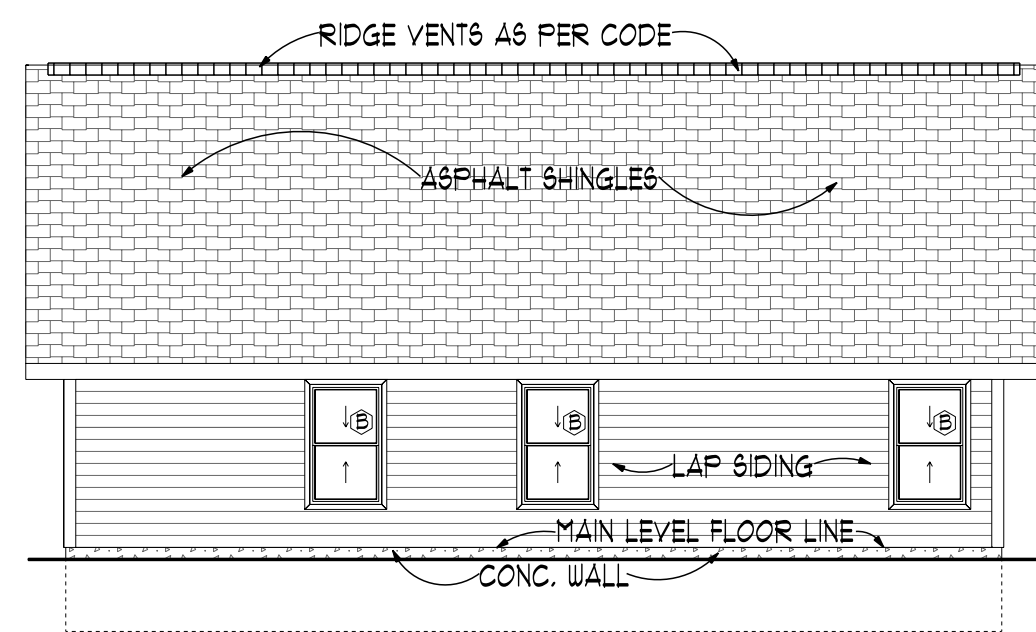 RIDGE VENTS AS PER CODE
ASPHALT SHINGLES
B B B
LAP SIDING
MAIN LEVEL FLOOR LINE
CONC. WALL